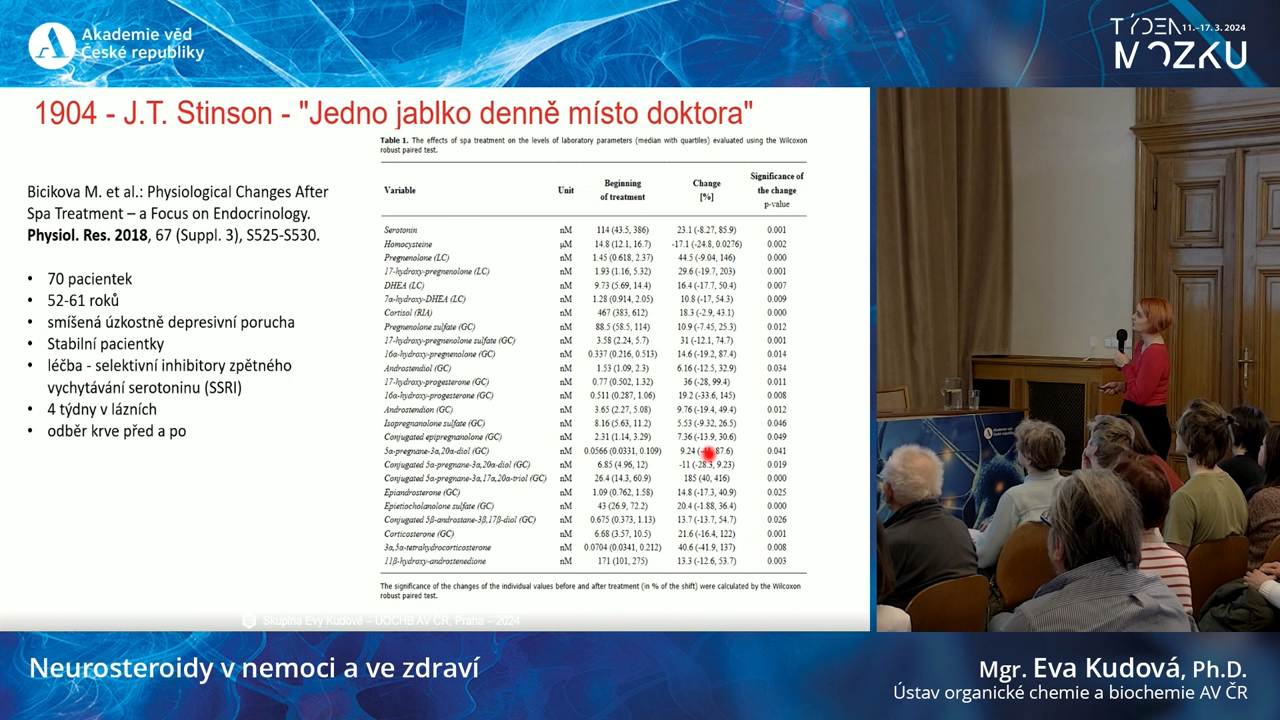 Akademie věd
České republiky
TÝDEN 11.–17. 3. 2024
MOZKU
1904 - J.T. Stinson - "Jedno jablko denně místo doktora"
Bicikova M. et al.: Physiological Changes After
Spa Treatment – a Focus on Endocrinology.
Physiol. Res. 2018, 67 (Suppl. 3), S525-S530.
• 70 pacientek
• 52-61 roků
• smíšená úzkostně depresivní porucha
• Stabilní pacientky
• léčba - selektivní inhibitory zpětného
vychytávání serotoninu (SSRI)
• 4 týdny v lázních
• odběr krve před a po
Table 1. The effects of spa treatment on the levels of laboratory parameters (median with quartiles) evaluated using the Wilcoxon
robust paired test.
Variable Unit Beginning of treatment Change [%] Significance of the change p-value
Serotonin nM 114 (43.5, 386) 23.1 (-8.27, 85.9) 0.001
Homocysteine µM 14.8 (12.1, 16.7) -17.1 (-24.8, 0.0276) 0.002
Pregnenolone (LC) nM 1.45 (0.618, 2.37) 44.5 (-9.04, 146) 0.000
17-hydroxy-pregnenolone (LC) nM 1.93 (1.16, 5.32) 29.6 (-19.7, 203) 0.001
DHEA (LC) nM 9.73 (5.69, 14.4) 16.4 (-17.7, 50.4) 0.007
7α-hydroxy-DHEA (LC) nM 1.28 (0.914, 2.05) 10.8 (-17, 54.3) 0.009
Cortisol (RIA) nM 467 (383, 612) 18.3 (-2.9, 43.1) 0.000
Pregnenolone sulfate (GC) nM 88.5 (58.5, 114) 10.9 (-7.45, 25.3) 0.012
17-hydroxy-pregnenolone sulfate (GC) nM 3.58 (2.24, 5.7) 31 (-12.1, 74.7) 0.001
16α-hydroxy-pregnenolone (GC) nM 0.337 (0.216, 0.513) 14.6 (-19.2, 87.4) 0.014
Androstendiol (GC) nM 1.53 (1.09, 2.3) 6.16 (-12.5, 32.9) 0.034
17-hydroxy-progesterone (GC) nM 0.77 (0.502, 1.32) 36 (-28, 99.4) 0.011
16α-hydroxy-progesterone (GC) nM 0.511 (0.287, 1.06) 19.2 (-33.6, 145) 0.008
Androstendion (GC) nM 3.65 (2.27, 5.08) 9.76 (-19.4, 49.4) 0.012
Isopregnanolone sulfate (GC) nM 8.16 (5.63, 11.2) 5.53 (-9.32, 26.5) 0.046
Conjugated epipregnanolone (GC) nM 2.31 (1.14, 3.29) 7.36 (-13.9, 30.6) 0.049
5α-pregnane-3α,20α-diol (GC) nM 0.0566 (0.0331, 0.109) 9.24 87.6) 0.041
Conjugated 5α-pregnane-3α,20α-diol (GC) nM 6.85 (4.96, 12) -11 (-28.3, 9.23) 0.019
Conjugated 5α-pregnane-3α,17α,20α-triol (GC) nM 26.4 (14.3, 60.9) 185 (40, 416) 0.000
Epiandrosterone (GC) nM 1.09 (0.762, 1.58) 14.8 (-17.3, 40.9) 0.025
Epietiocholanolone sulfate (GC) nM 43 (26.9, 72.2) 20.4 (-1.88, 36.4) 0.000
Conjugated 5β-androstane-3β,17β-diol (GC) nM 0.675 (0.373, 1.13) 13.7 (-13.7, 54.7) 0.026
Corticosterone (GC) nM 6.68 (3.57, 10.5) 21.6 (-16.4, 122) 0.001
3α,5α-tetrahydrocorticosterone nM 0.0704 (0.0341, 0.212) 40.6 (-41.9, 137) 0.008
11β-hydroxy-androstenedione nM 171 (101, 275) 13.3 (-12.6, 53.7) 0.003
The significance of the changes of the individual values before and after treatment (in % of the shift) were calculated by the Wilcoxon
robust paired test.
Skupina Evy Kudové – ÚOCHB AV ČR, Praha – 2024
Neurosteroidy v nemoci a ve zdraví
Mgr. Eva Kudová, Ph.D.
Ústav organické chemie a biochemie AV ČR